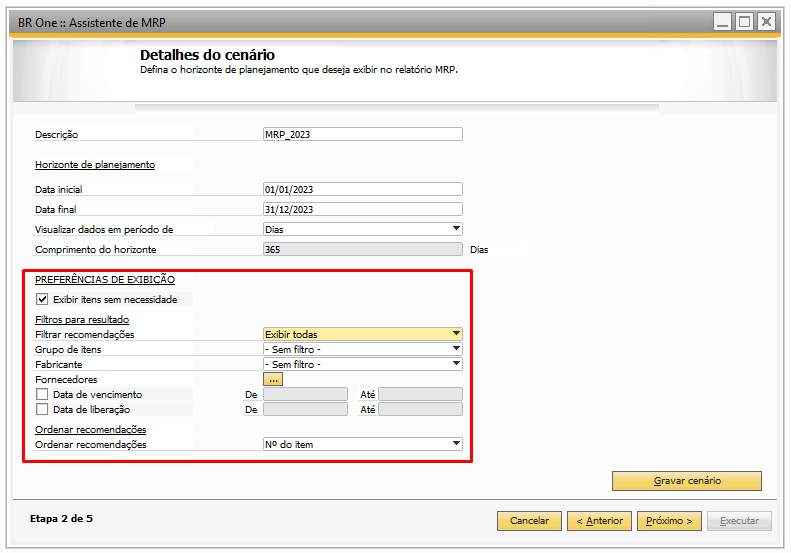 BR One :: Assistente de MRP
Detalhes do cenário
Defina o horizonte de planejamento que deseja exibir no relatório MRP.
Descrição MRP_2023
Horizonte de planejamento
Data inicial 01/01/2023
Data final 31/12/2023
Visualizar dados em período de Dias
Comprimento do horizonte 365 Dias
PREFERÊNCIAS DE EXIBIÇÃO
Exibir itens sem necessidade
Filtros para resultado
Filtrar recomendações Exibir todas
Grupo de itens - Sem filtro -
Fabricante - Sem filtro -
Fornecedores ...
Data de vencimento De Até
Data de liberação De Até
Ordenar recomendações
Ordenar recomendações Nº do item
Gravar cenário
Etapa 2 de 5 Cancelar < Anterior Próximo > Executar